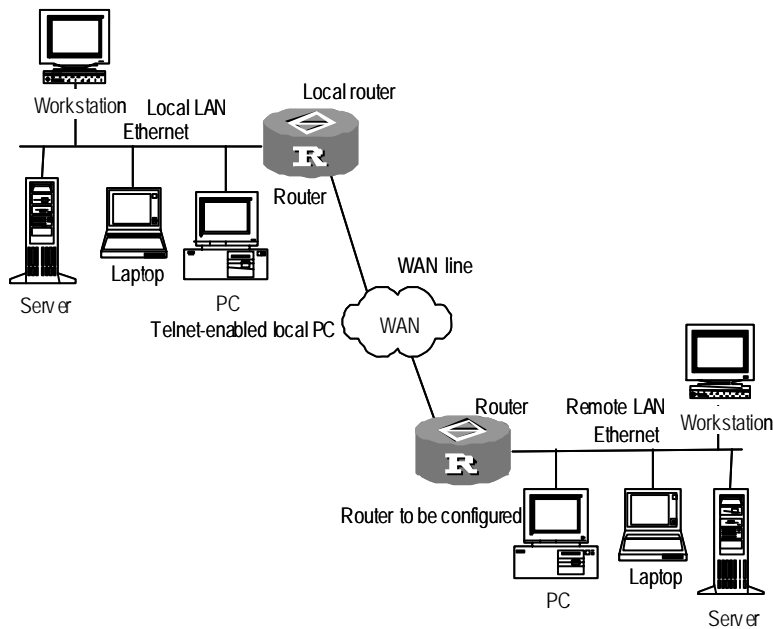 Local router
Workstation
Local LAN
Ethernet
R
Router
Laptop
Server
PC
Telnet-enabled local PC
WAN line
WAN
Router
Remote LAN
Ethernet
Workstation
R
Router to be configured
Laptop
PC
Server